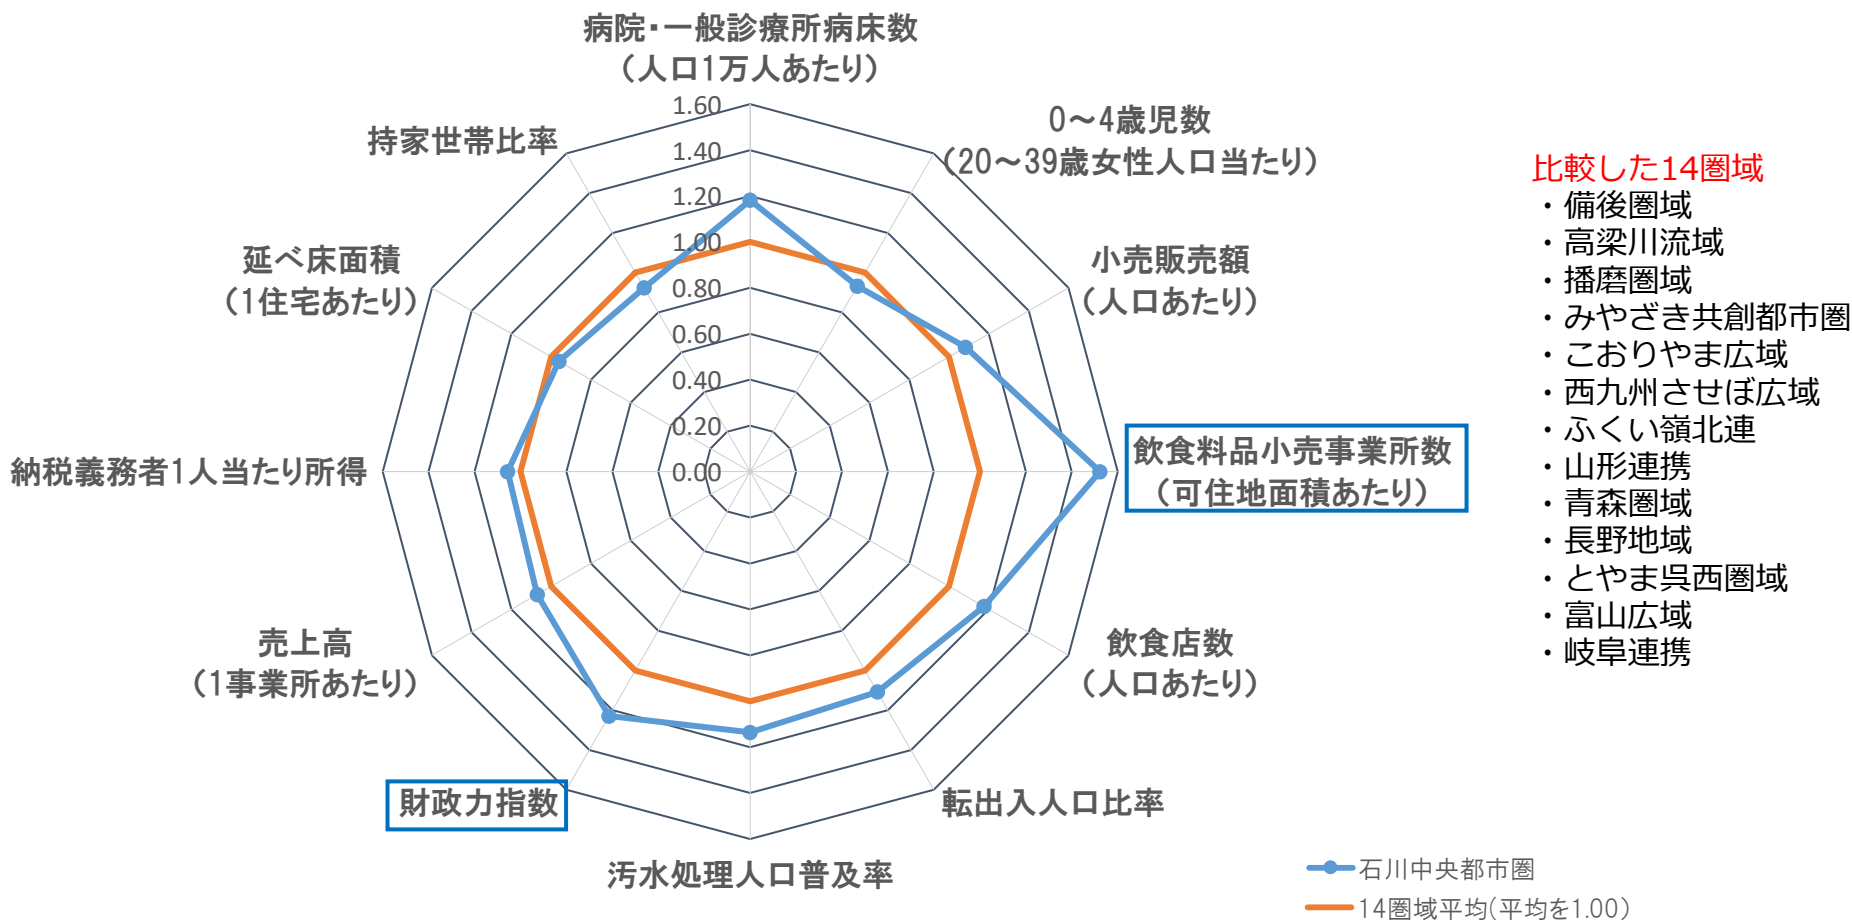 病院・一般診療所病床数
（人口1万人あたり）
0～4歳児数
（20～39歳女性人口当たり）
小売販売額
（人口あたり）
飲食料品小売事業所数
（可住地面積あたり）
飲食店数
（人口あたり）
転出入人口比率
汚水処理人口普及率
財政力指数
売上高
（1事業所あたり）
納税義務者1人当たり所得
延べ床面積
（1住宅あたり）
持家世帯比率
1.60
1.40
1.20
1.00
0.80
0.60
0.40
0.20
0.00
比較した14圏域
・備後圏域
・高梁川流域
・播磨圏域
・みやざき共創都市圏
・こおりやま広域
・西九州させぼ広域
・ふくい嶺北連
・山形連携
・青森圏域
・長野地域
・とやま呉西圏域
・富山広域
・岐阜連携
石川中央都市圏
14圏域平均(平均を1.00）